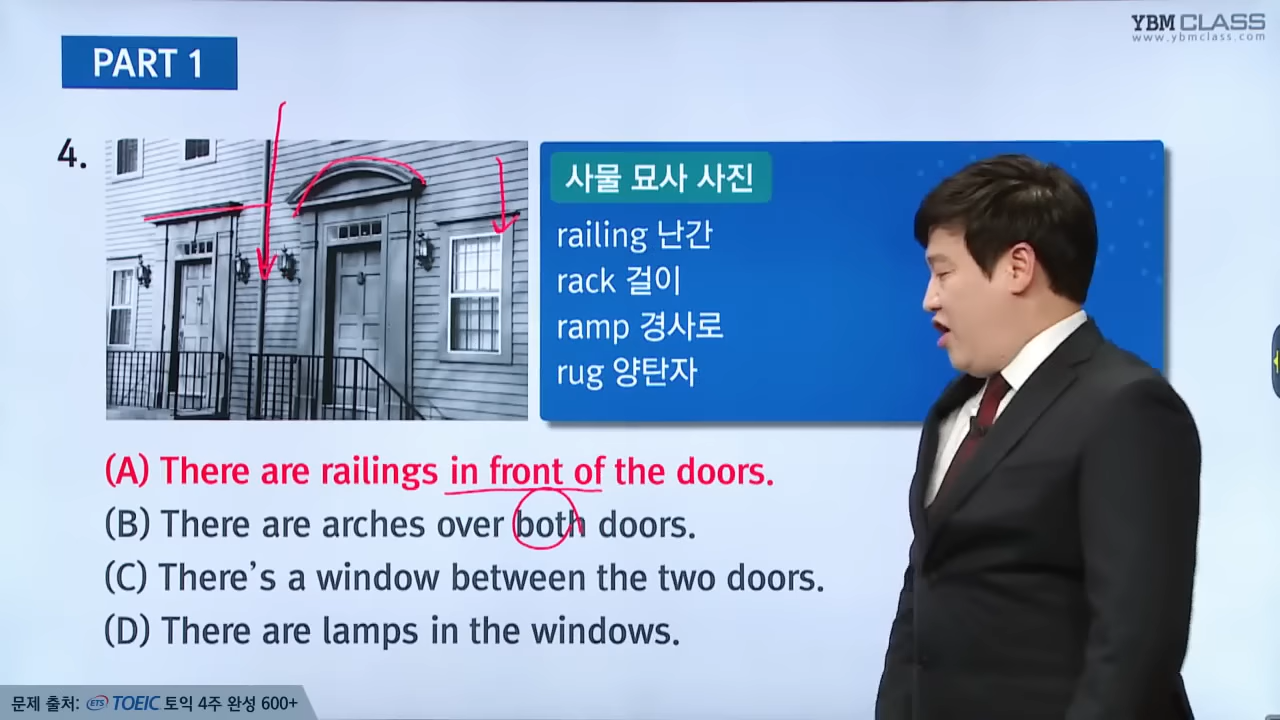 YBM CLASS
www.ybmclass.com
PART 1
4.
사물 묘사 사진
railing 난간
rack 걸이
ramp 경사로
rug 양탄자
(A) There are railings in front of the doors.
(B) There are arches over both doors.
(C) There's a window between the two doors.
(D) There are lamps in the windows.
문제 출처: ETS TOEIC 토익 4주 완성 600+